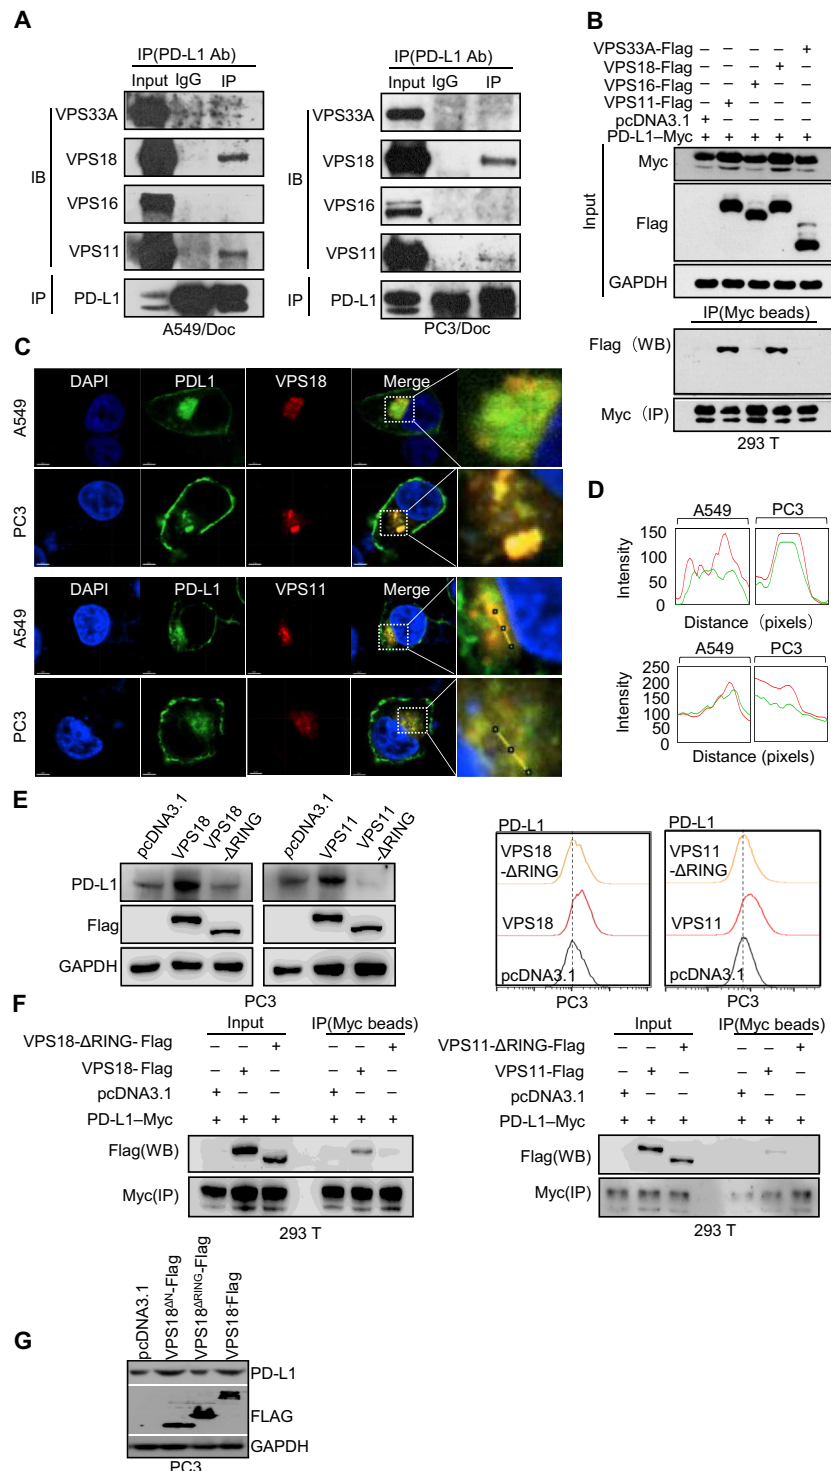 A
IP(PD-L1 Ab)
Input IgG IP
VPS33A
VPS18
VPS16
VPS11
PD-L1
IB
IP
A549/Doc
IP(PD-L1 Ab)
Input IgG IP
VPS33A
VPS18
VPS16
VPS11
PD-L1
IB
IP
PC3/Doc
B
VPS33A-Flag – – – – +
VPS18-Flag – – – + –
VPS16-Flag – – + – –
VPS11-Flag – + – – –
pcDNA3.1 + – – – –
PD-L1–Myc + + + + +
Myc
Flag
GAPDH
Input
IP(Myc beads)
Flag（WB)
Myc（IP)
293 T
C
DAPI PDL1 VPS18 Merge
A549
PC3
DAPI PD-L1 VPS11 Merge
A549
PC3
D
A549 PC3
150
100
50
0
Intensity
Distance（pixels）
A549 PC3
250
200
150
100
50
0
Intensity
Distance (pixels)
E
pcDNA3.1
VPS18
VPS18
-ΔRING
pcDNA3.1
VPS11
VPS11
-ΔRING
PD-L1
Flag
GAPDH
PC3
PD-L1
VPS18
-ΔRING
VPS18
pcDNA3.1
PC3
PD-L1
VPS11
-ΔRING
VPS11
pcDNA3.1
PC3
F
Input IP(Myc beads)
VPS18-ΔRING- Flag – – + – – +
VPS18- Flag – + – – + –
pcDNA3.1 + – – + – –
PD-L1–Myc + + + + + +
Flag(WB)
Myc(IP)
293 T
Input IP(Myc beads)
VPS11-ΔRING-Flag – – + – – +
VPS11-Flag – + – – + –
pcDNA3.1 + – – + – –
PD-L1–Myc + + + + + +
Flag(WB)
Myc(IP)
293 T
G
pcDNA3.1
VPS18ΔN-Flag
VPS18ΔRING-Flag
VPS18-Flag
PD-L1
FLAG
GAPDH
PC3